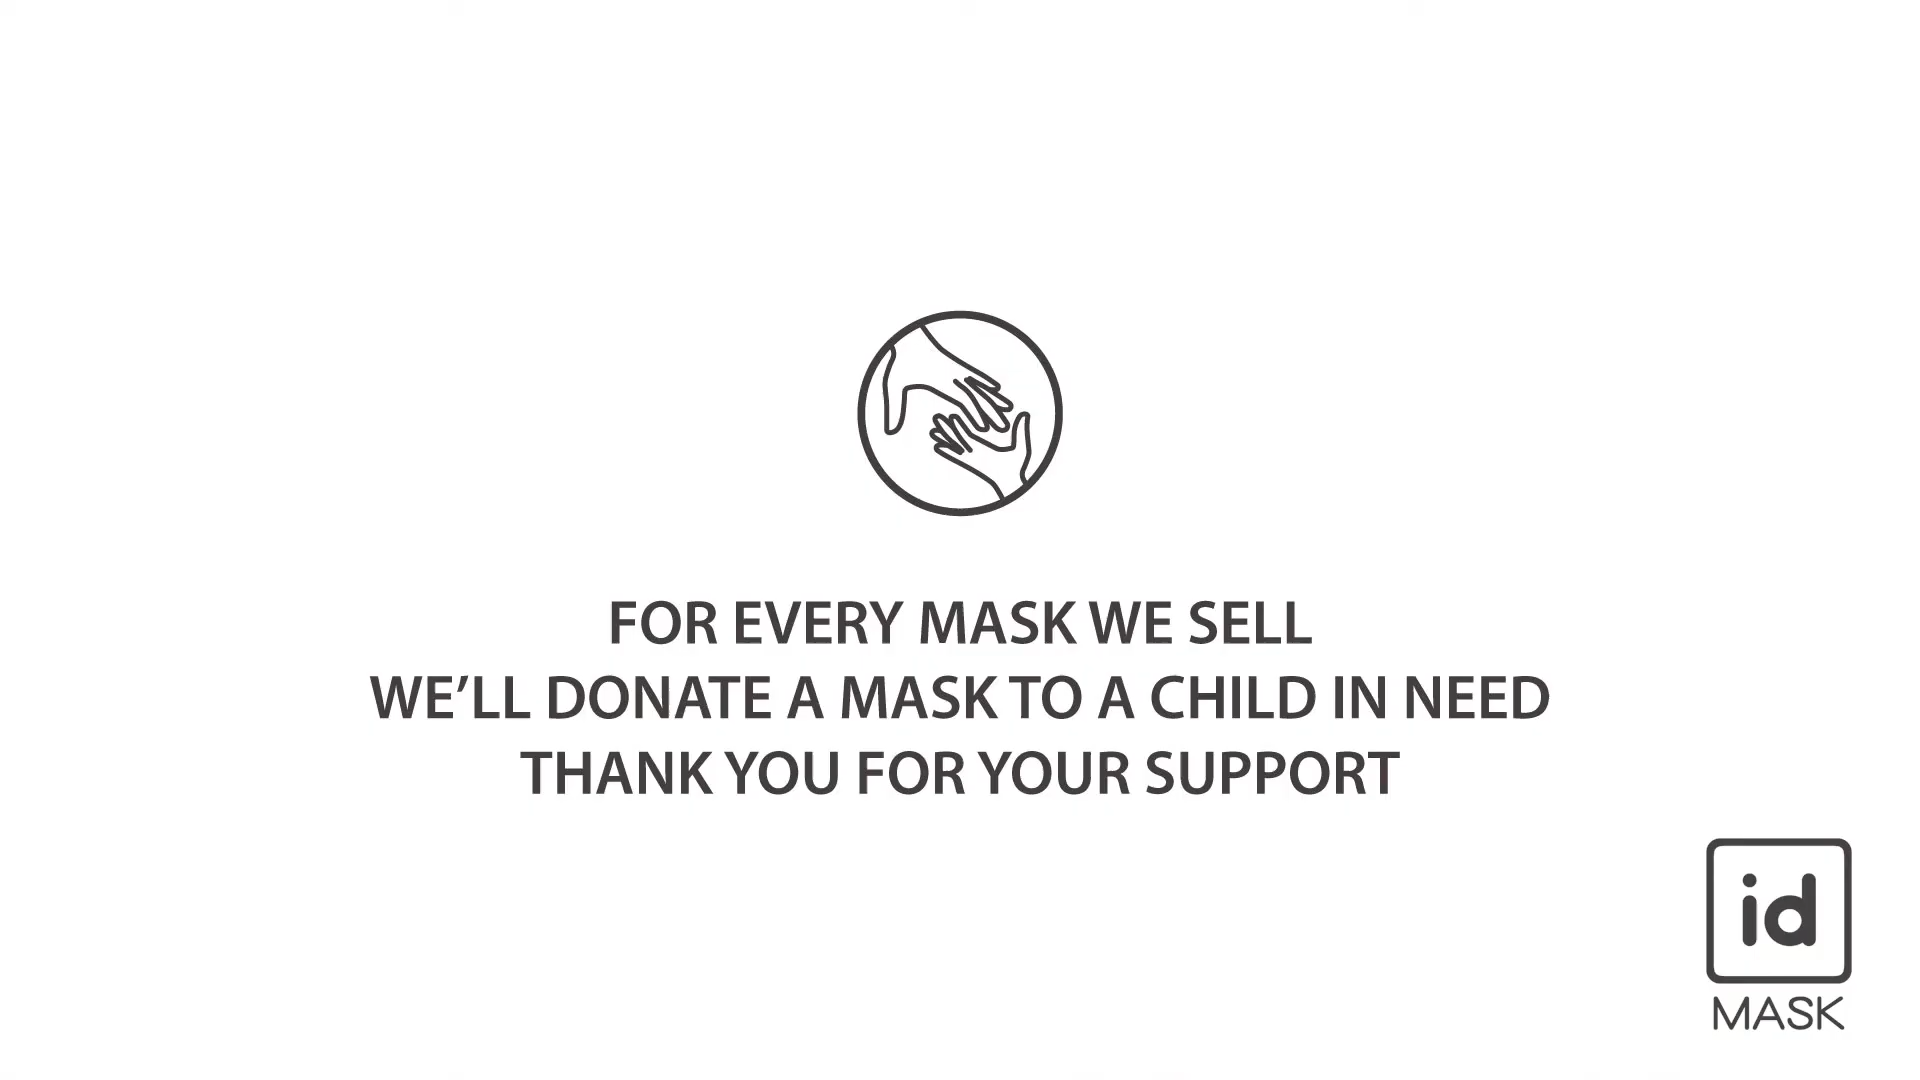 FOR EVERY MASK WE SELL
WE’LL DONATE A MASK TO A CHILD IN NEED
THANK YOU FOR YOUR SUPPORT
id
MASK